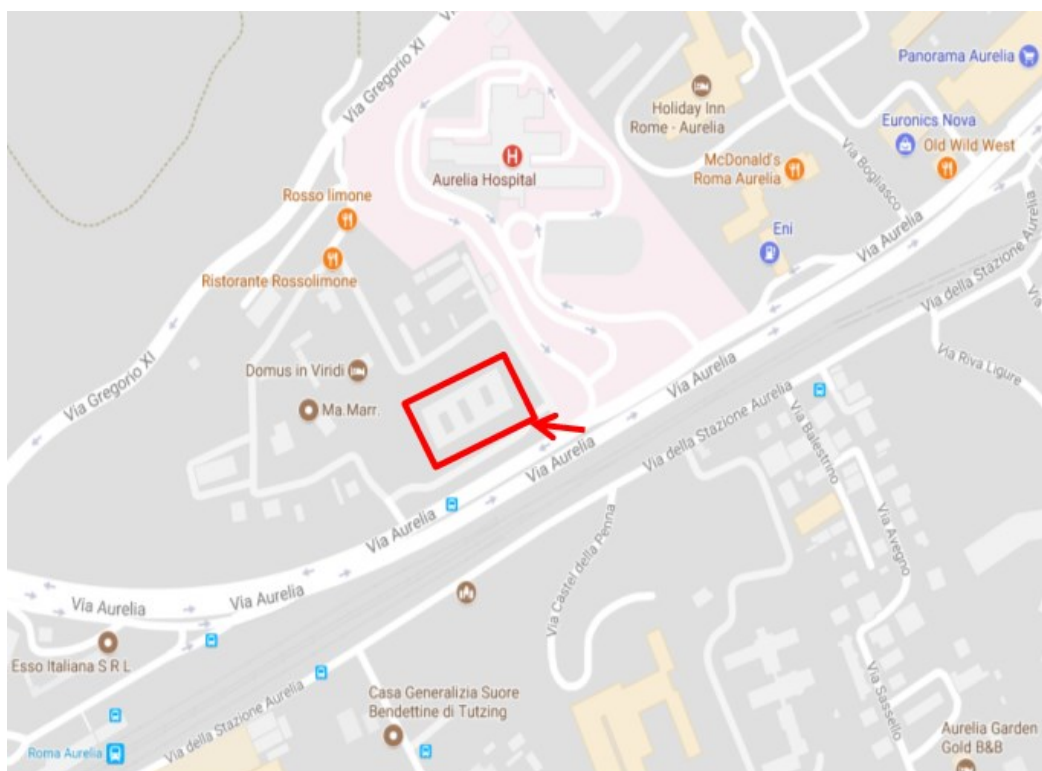 Via Gregorio XI
Panorama Aurelia
Holiday Inn
Rome - Aurelia
Euronics Nova
Old Wild West
H
Aurelia Hospital
McDonald's
Roma Aurelia
Via Bogliasco
Rosso limone
Eni
Via Aurelia
Via della Stazione Aurelia
Ristorante Rossolimone
Via Gregorio XI
Domus in Viridi
Via Aurelia
Via Riva Ligure
Ma.Marr.
Via della Stazione Aurelia
Via Balestrino
Via Aurelia
Via Aurelia
Via Avegno
Via Castel della Penna
Via Aurelia
Via Aurelia
Esso Italiana S R L
Casa Generalizia Suore
Bendettine di Tutzing
Via Sassello
Via della Stazione Aurelia
Roma Aurelia
Aurelia Garden
Gold B&B